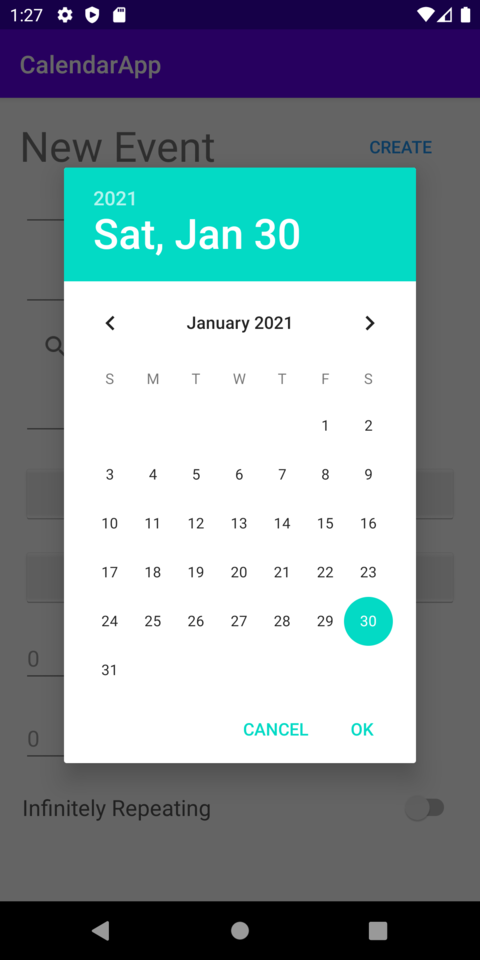 1:27
CalendarApp
New Event
CREATE
2021
Sat, Jan 30
January 2021
S M T W T F S
1 2
3 4 5 6 7 8 9
10 11 12 13 14 15 16
17 18 19 20 21 22 23
24 25 26 27 28 29 30
31
CANCEL OK
0
0
Infinitely Repeating